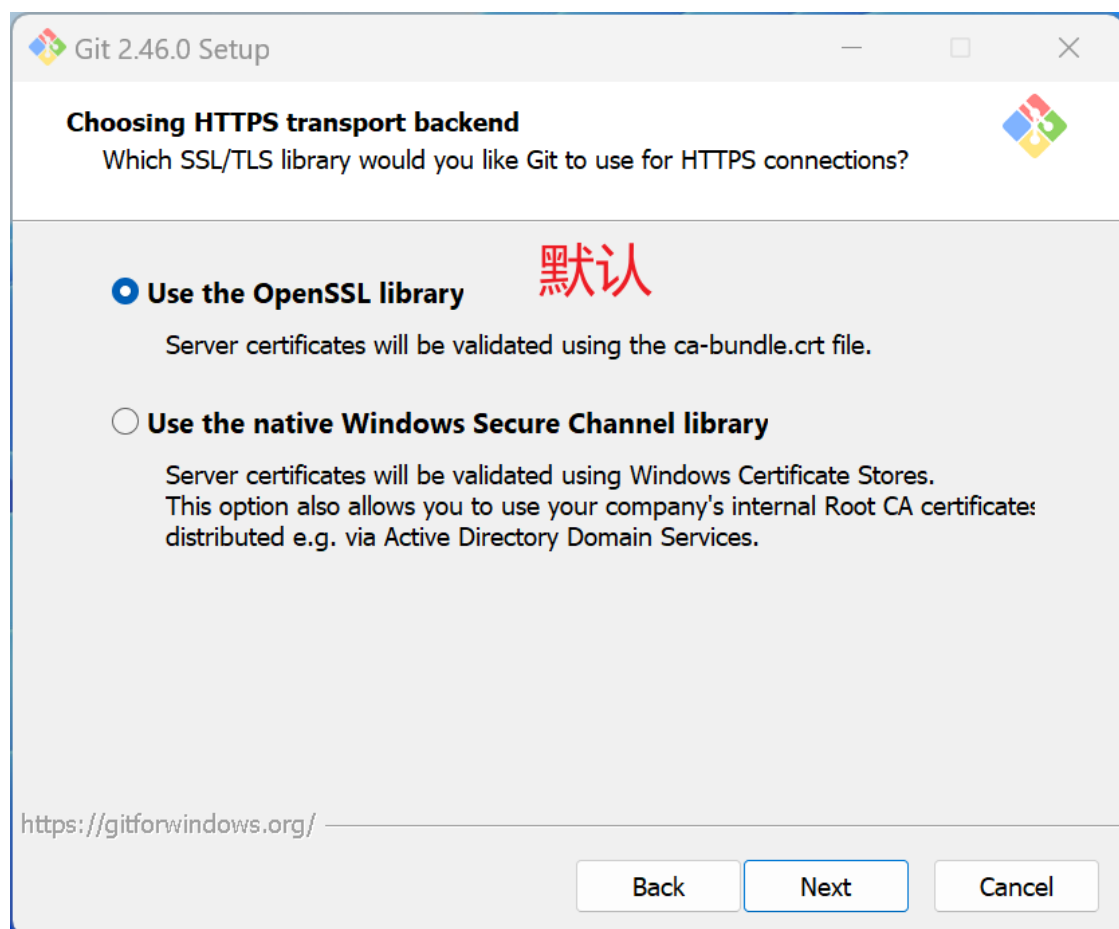 Git 2.46.0 Setup
Choosing HTTPS transport backend
Which SSL/TLS library would you like Git to use for HTTPS connections?
默认
Use the OpenSSL library
Server certificates will be validated using the ca-bundle.crt file.
Use the native Windows Secure Channel library
Server certificates will be validated using Windows Certificate Stores.
This option also allows you to use your company's internal Root CA certificates
distributed e.g. via Active Directory Domain Services.
https://gitforwindows.org/
Back Next Cancel